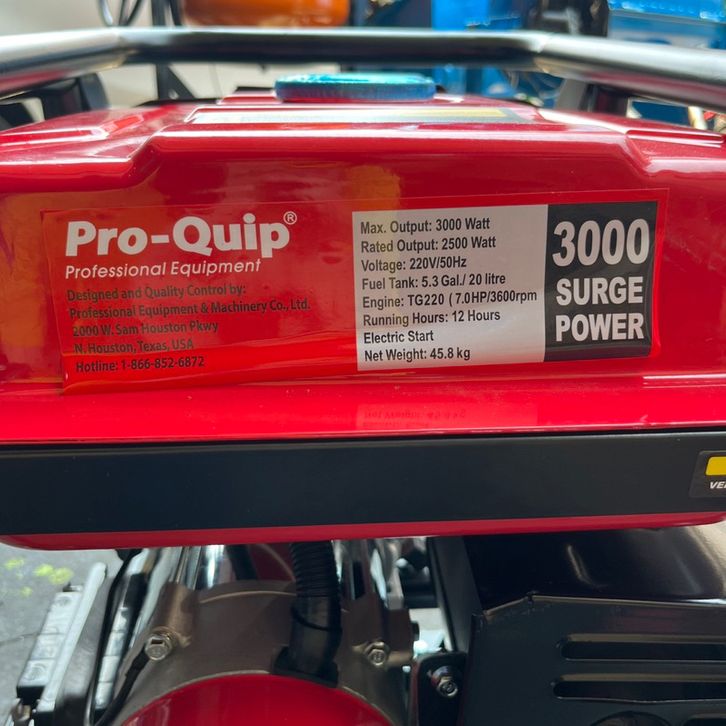 Pro-Quip®
Professional Equipment
Designed and Quality Control by:
Professional Equipment & Machinery Co., Ltd.
2000 W. Sam Houston Pkwy
N. Houston, Texas, USA
Hotline: 1-866-852-6872
Max. Output: 3000 Watt
Rated Output: 2500 Watt
Voltage: 220V/50Hz
Fuel Tank: 5.3 Gal./ 20 litre
Engine: TG220 ( 7.0HP/3600rpm
Running Hours: 12 Hours
Electric Start
Net Weight: 45.8 kg
3000
SURGE
POWER